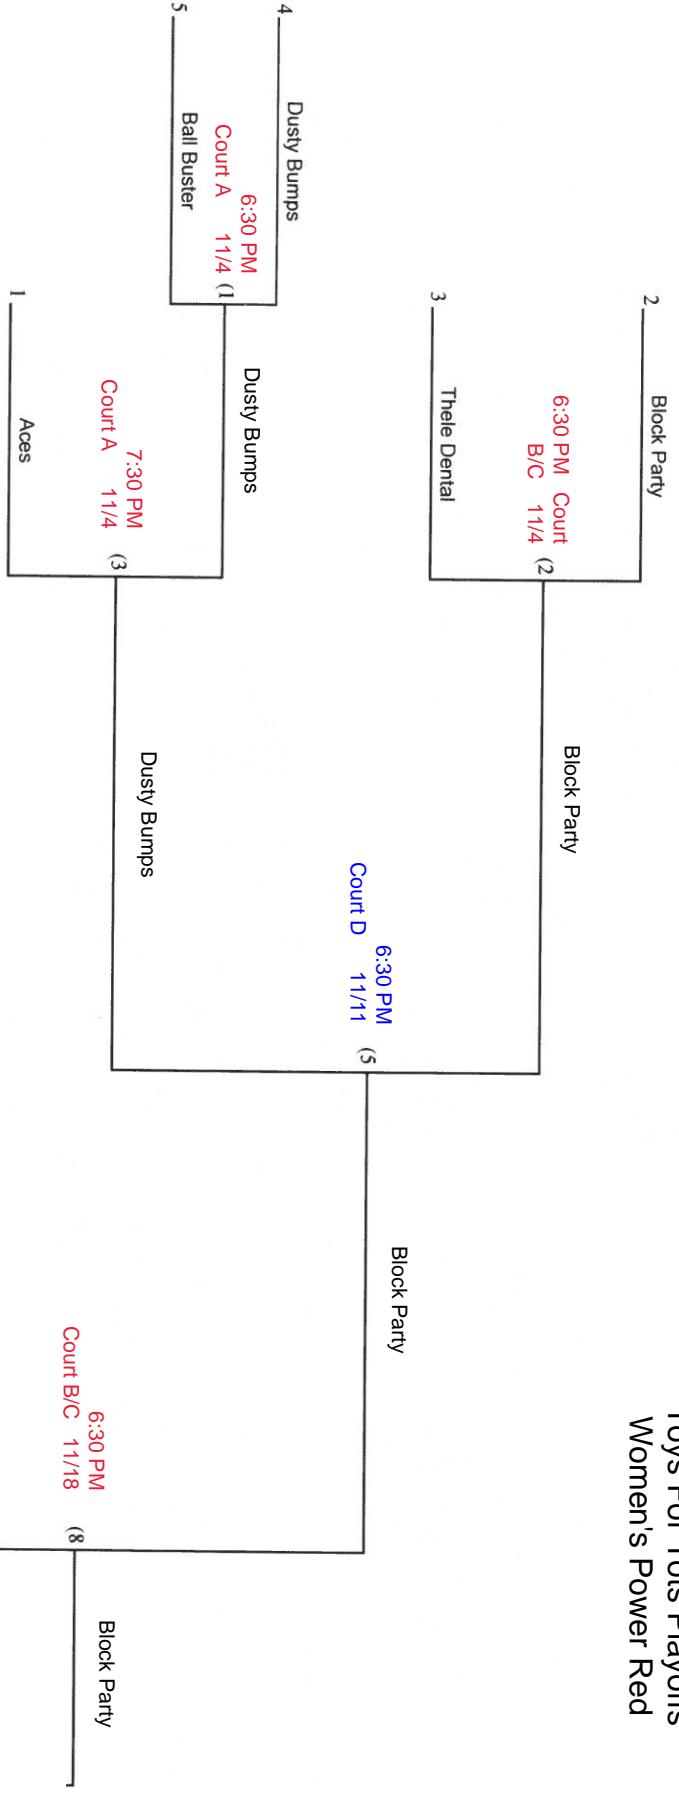 Toys For Tots Playoffs
Women's Power Red
2
Block Party
6:30 PM Court
B/C 11/4
(2
3
Thele Dental
Block Party
4
Dusty Bumps
6:30 PM
Court A 11/4
(1
5
Ball Buster
Dusty Bumps
7:30 PM
Court A 11/4
(3
1
Aces
Dusty Bumps
6:30 PM
Court D 11/11
(5
Block Party
6:30 PM
Court B/C 11/18
(8
Block Party